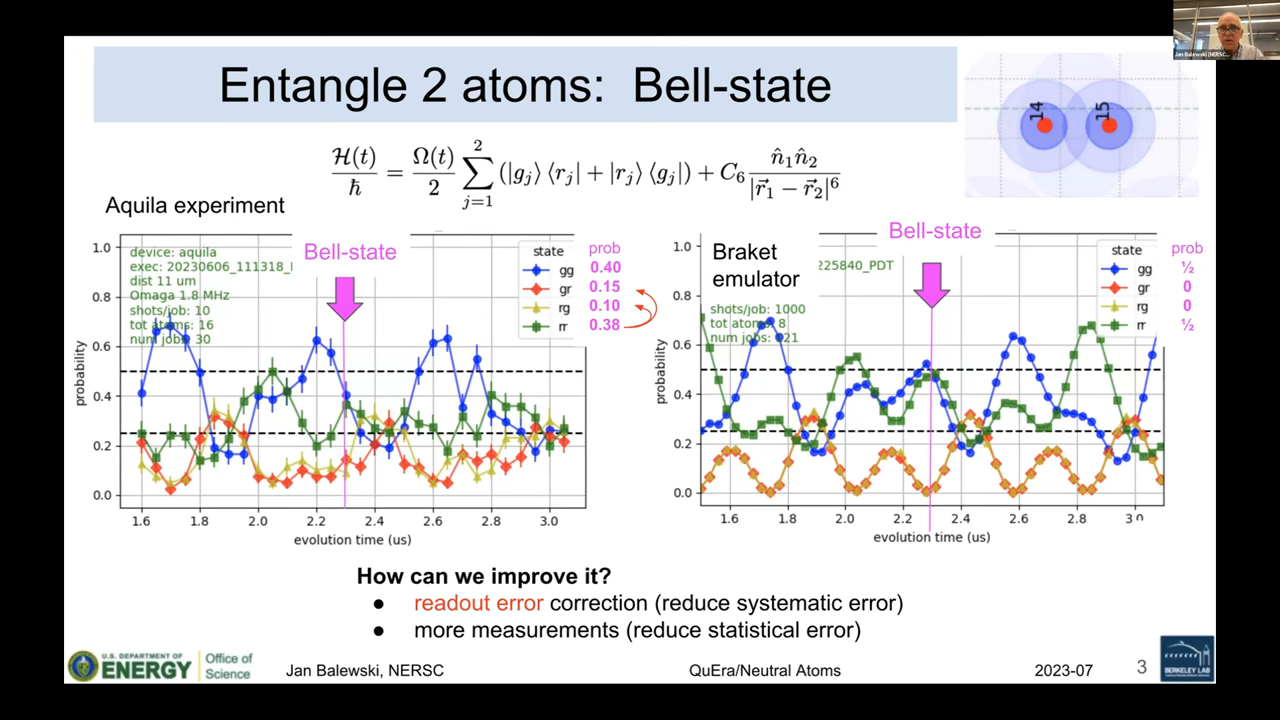 Jan Balewski (NERSC...
Entangle 2 atoms: Bell-state
14
15
H(t)/ħ = Ω(t)/2 Σ_{j=1}^{2} (|g_j⟩ ⟨r_j| + |r_j⟩ ⟨g_j|) + C_6 n̂_1 n̂_2 / |r⃗_1 − r⃗_2|^6
Aquila experiment
device: aquila
exec: 20230606_111318_
dist 11 um
Omaga 1.8 MHz
shots/job: 10
tot atoms: 16
num jobs: 30
Bell-state
state
gg
gr
rg
rr
prob
0.40
0.15
0.10
0.38
probability
1.0
0.8
0.6
0.4
0.2
0.0
1.6 1.8 2.0 2.2 2.4 2.6 2.8 3.0
evolution time (us)
Braket
emulator
225840_PDT
shots/job: 1000
tot atoms: 8
num jobs: 21
Bell-state
state
gg
gr
rg
rr
prob
½
0
0
½
probability
1.0
0.8
0.6
0.4
0.2
0.0
1.6 1.8 2.0 2.2 2.4 2.6 2.8 3.0
evolution time (us)
How can we improve it?
● readout error correction (reduce systematic error)
● more measurements (reduce statistical error)
U.S. DEPARTMENT OF
ENERGY
Office of
Science
Jan Balewski, NERSC
QuEra/Neutral Atoms
2023-07
3
BERKELEY LAB